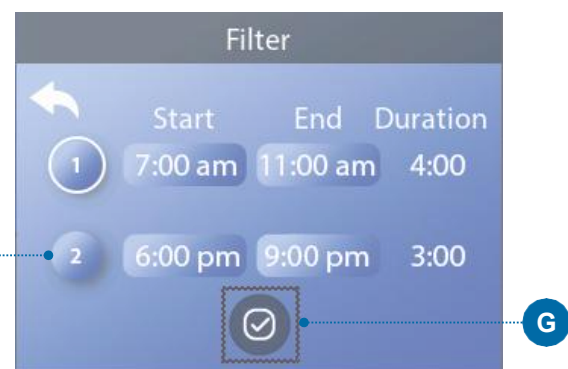 Filter
Start End Duration
1 7:00 am 11:00 am 4:00
2 6:00 pm 9:00 pm 3:00
G